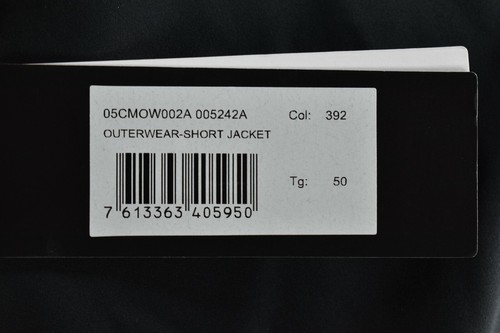 05CMOW002A 005242A Col: 392
OUTERWEAR-SHORT JACKET
Tg: 50
7 613363 405950